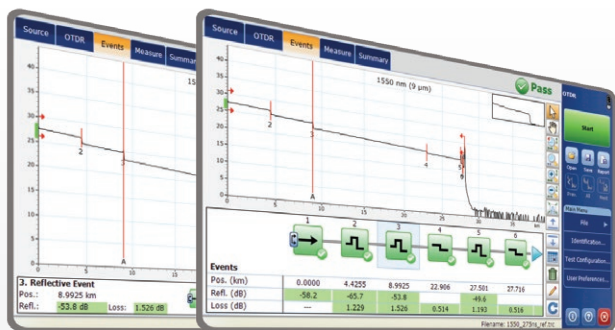 Source OTDR Events Measure Summary
40
35
30
25
20
15
10
5
0
2
3
0 5 10 A
3. Reflective Event
Pos.: 8.9925 km
Refl.: -53.8 dB Loss: 1.526 dB
Source OTDR Events Measure Summary
1550 nm (9 µm)
Pass
40
35
30
25
20
15
10
5
0
2
3
4
0 5 A 10 15 20 25 30 35
1 2 3 4 5 6
Events
Pos. (km) 0.0000 4.4255 8.9925 22.906 27.501 27.716
Refl. (dB) -58.2 -65.7 -53.8 -49.6
Loss (dB) --- 1.229 1.526 0.514 1.193 0.516
Filename: 1550_275ns_ref.trc
OTDR
Start
Open Save Report
Main Menu
File
Identification...
Test Configuration...
User Preferences...